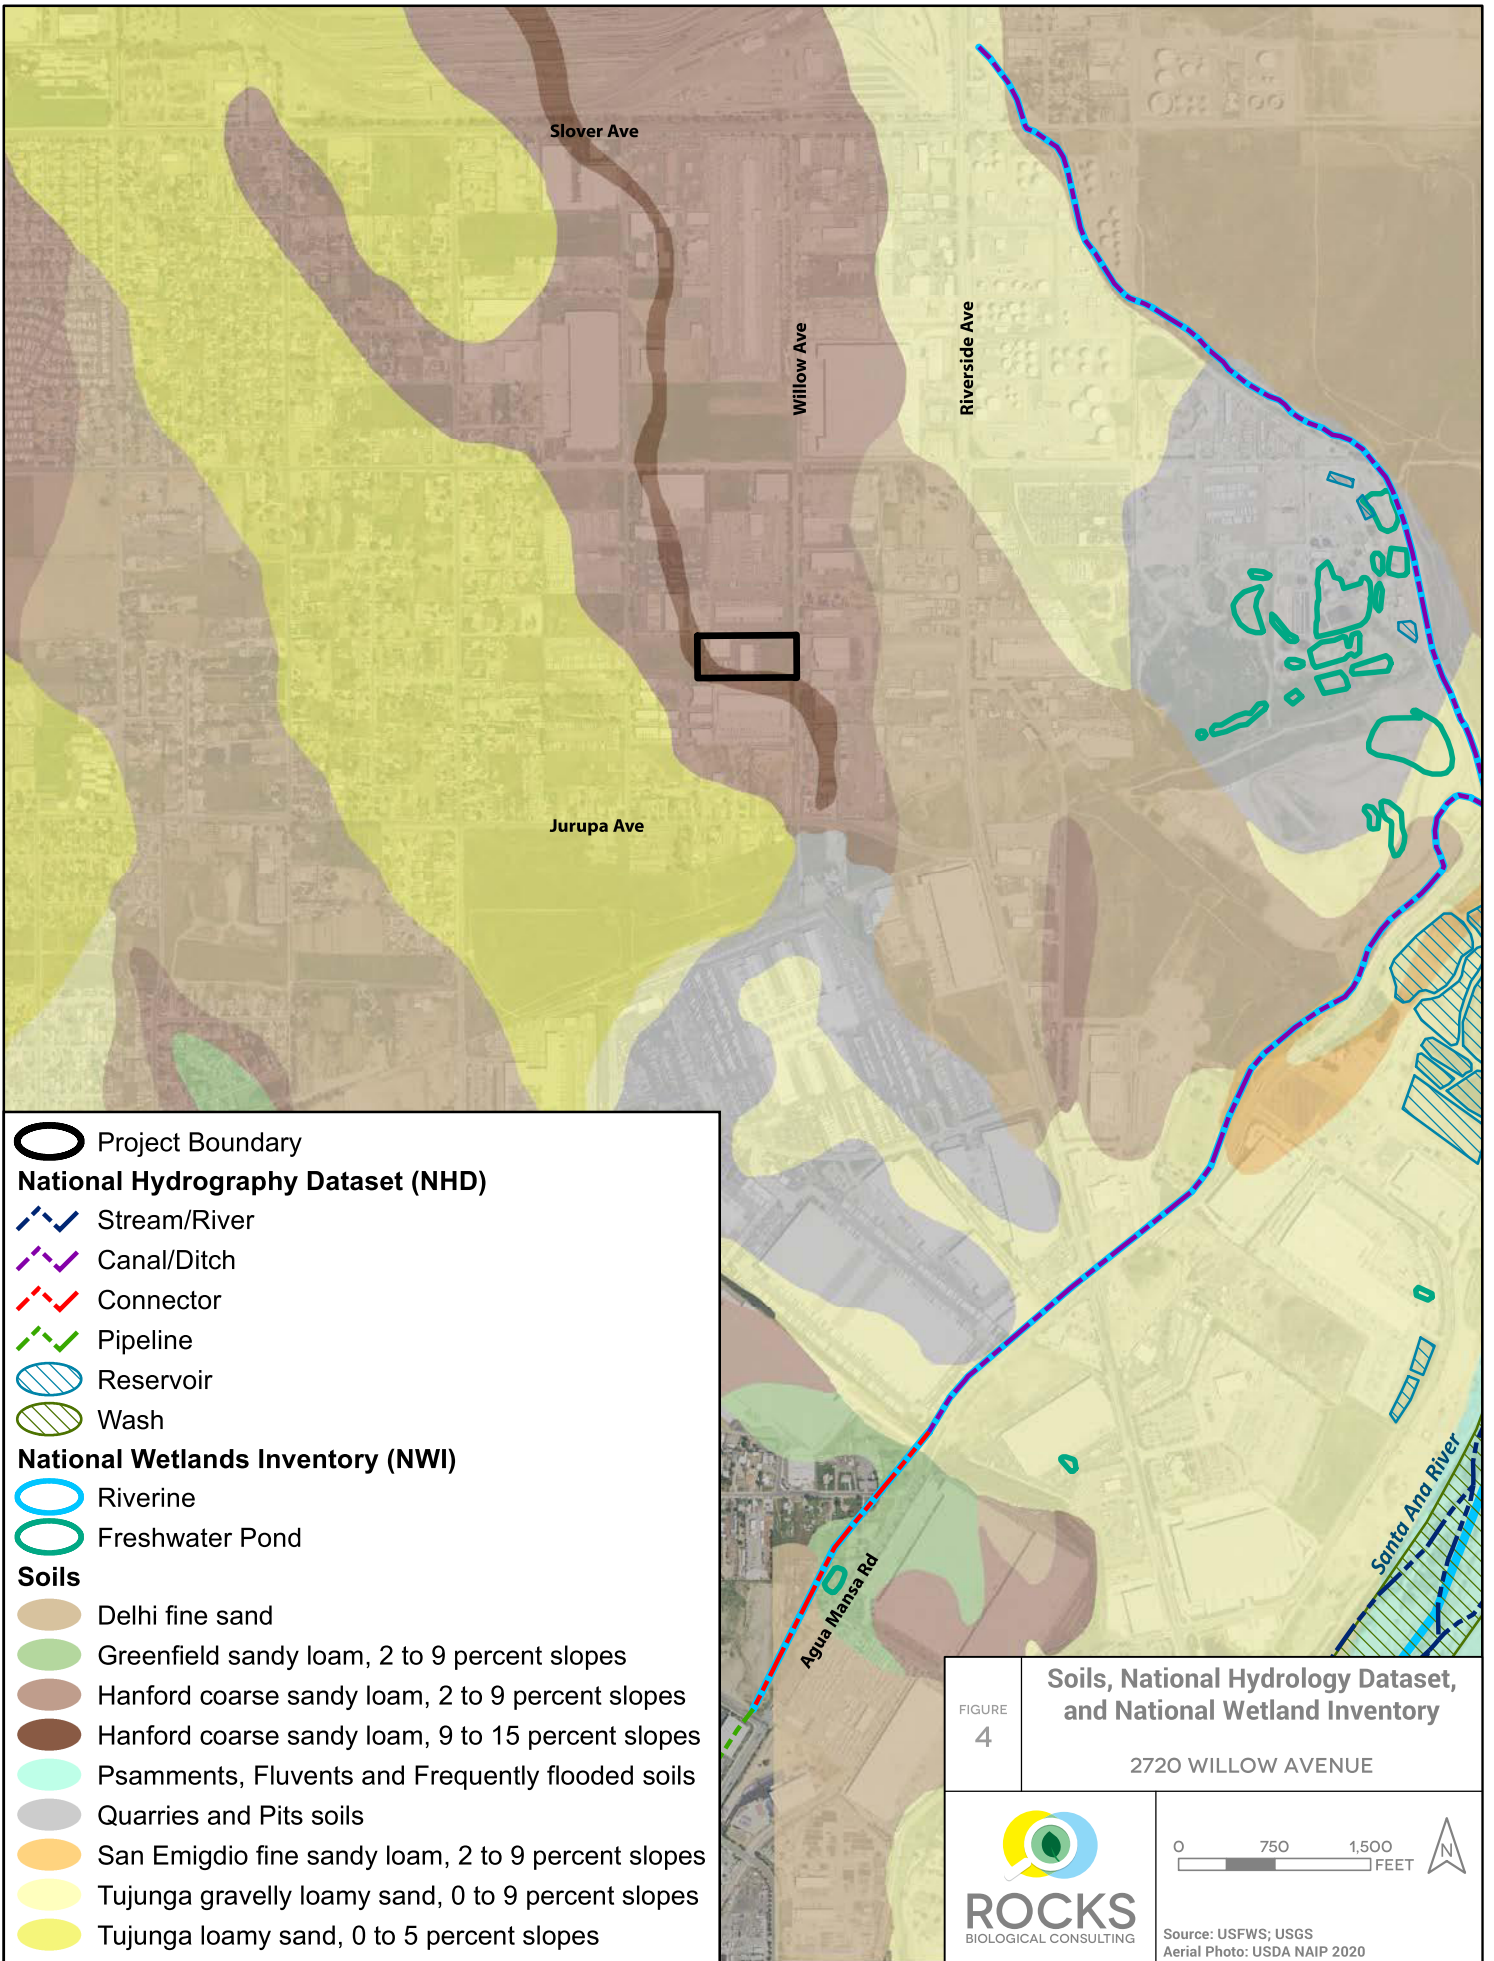 Slover Ave
Willow Ave
Riverside Ave
Jurupa Ave
Santa Ana River
Agua Mansa Rd
Project Boundary
National Hydrography Dataset (NHD)
Stream/River
Canal/Ditch
Connector
Pipeline
Reservoir
Wash
National Wetlands Inventory (NWI)
Riverine
Freshwater Pond
Soils
Delhi fine sand
Greenfield sandy loam, 2 to 9 percent slopes
Hanford coarse sandy loam, 2 to 9 percent slopes
Hanford coarse sandy loam, 9 to 15 percent slopes
Psamments, Fluvents and Frequently flooded soils
Quarries and Pits soils
San Emigdio fine sandy loam, 2 to 9 percent slopes
Tujunga gravelly loamy sand, 0 to 9 percent slopes
Tujunga loamy sand, 0 to 5 percent slopes
FIGURE
4
Soils, National Hydrology Dataset,
and National Wetland Inventory
2720 WILLOW AVENUE
ROCKS
BIOLOGICAL CONSULTING
0 750 1,500
FEET
N
Source: USFWS; USGS
Aerial Photo: USDA NAIP 2020